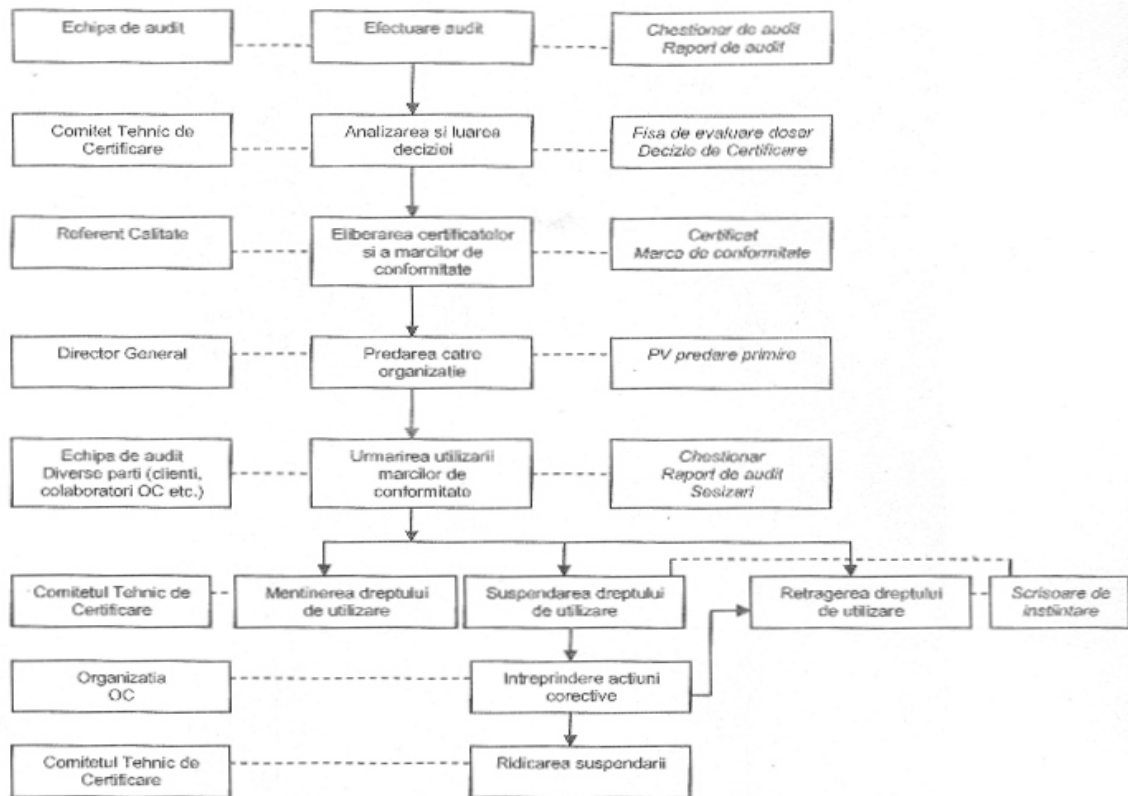 Echipa de audit
Efectuare audit
Chestionar de audit
Raport de audit
Comitet Tehnic de
Certificare
Analizarea si luarea
deciziei
Fisa de evaluare dosar
Decizie de Certificare
Referent Calitate
Eliberarea certificatelor
si a marcilor de
conformitate
Certificat
Marca de conformitate
Director General
Predarea catre
organizatie
PV predare primire
Echipa de audit
Diverse parti (clienti,
colaboratori OC etc.)
Urmarirea utilizarii
marcilor de
conformitate
Chestionar
Raport de audit
Sesizari
Comitetul Tehnic de
Certificare
Mentinerea dreptului
de utilizare
Suspendarea dreptului
de utilizare
Retragerea dreptului
de utilizare
Scrisoare de
instiintare
Organizatia
OC
Intreprindere actiuni
corective
Comitetul Tehnic de
Certificare
Ridicarea suspendarii